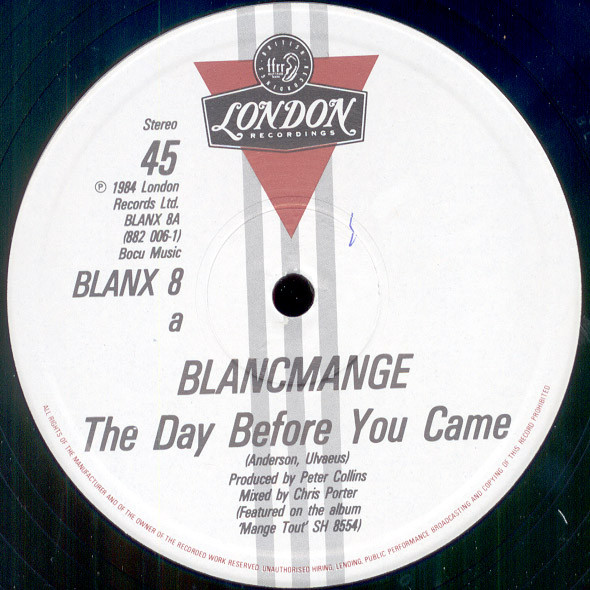 BRITISH RECORDINGS
ffrr
LONDON
RECORDINGS
Stereo
45
℗ 1984 London
Records Ltd.
BLANX 8A
(882 006-1)
Bocu Music
BLANX 8
a
BLANCMANGE
The Day Before You Came
(Anderson, Ulvaeus)
Produced by Peter Collins
Mixed by Chris Porter
(Featured on the album
'Mange Tout' SH 8554)
ALL RIGHTS OF THE MANUFACTURER AND OF THE OWNER OF THE RECORDED WORK RESERVED. UNAUTHORISED HIRING, LENDING, PUBLIC PERFORMANCE, BROADCASTING AND COPYING OF THIS RECORD PROHIBITED